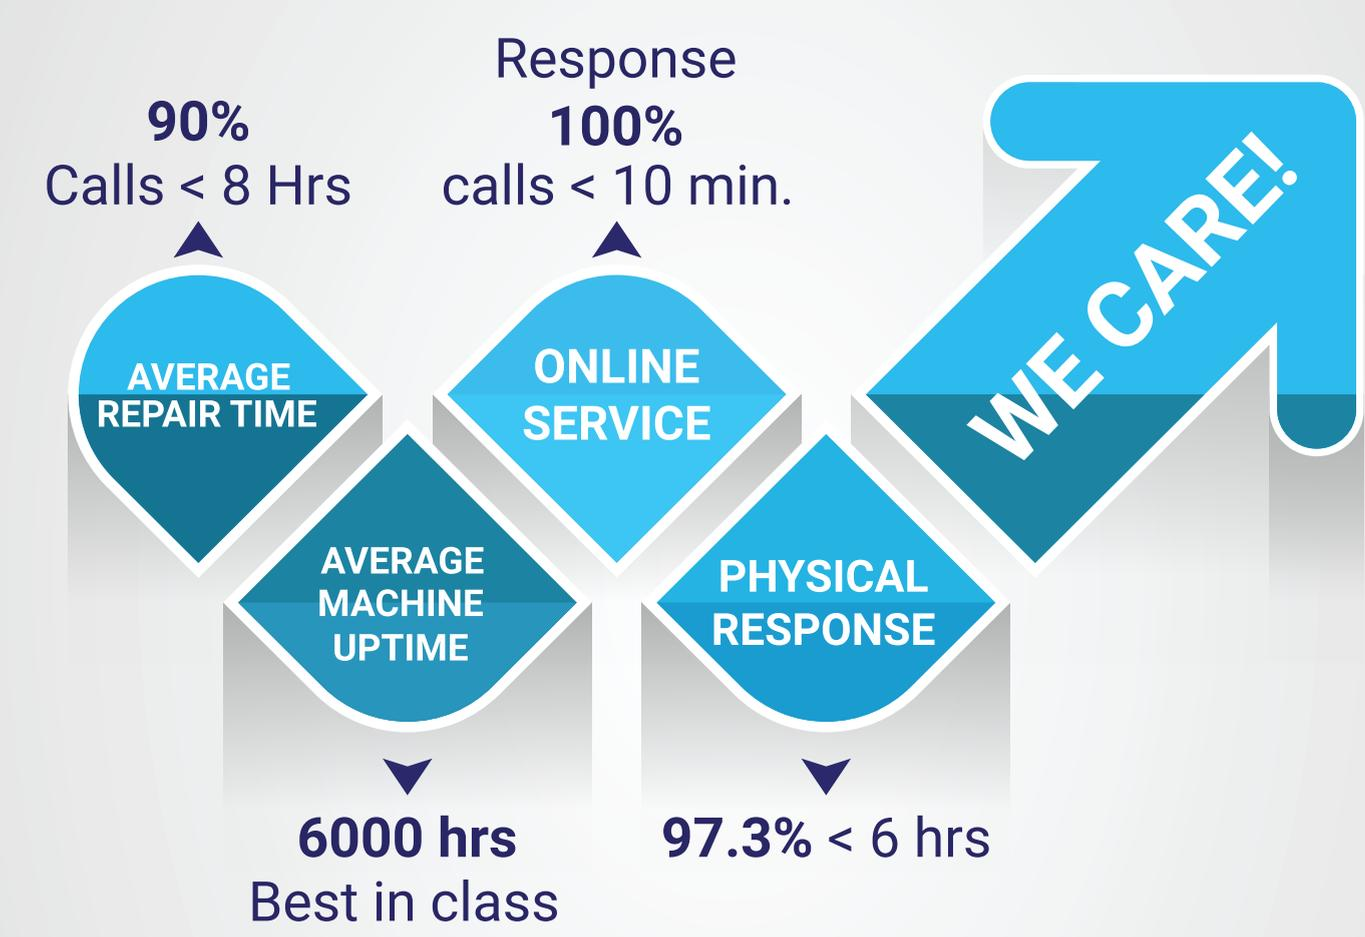 90%
Calls < 8 Hrs
AVERAGE
REPAIR TIME
AVERAGE
MACHINE
UPTIME
6000 hrs
Best in class
Response
100%
calls < 10 min.
ONLINE
SERVICE
PHYSICAL
RESPONSE
97.3% < 6 hrs
WE CARE!